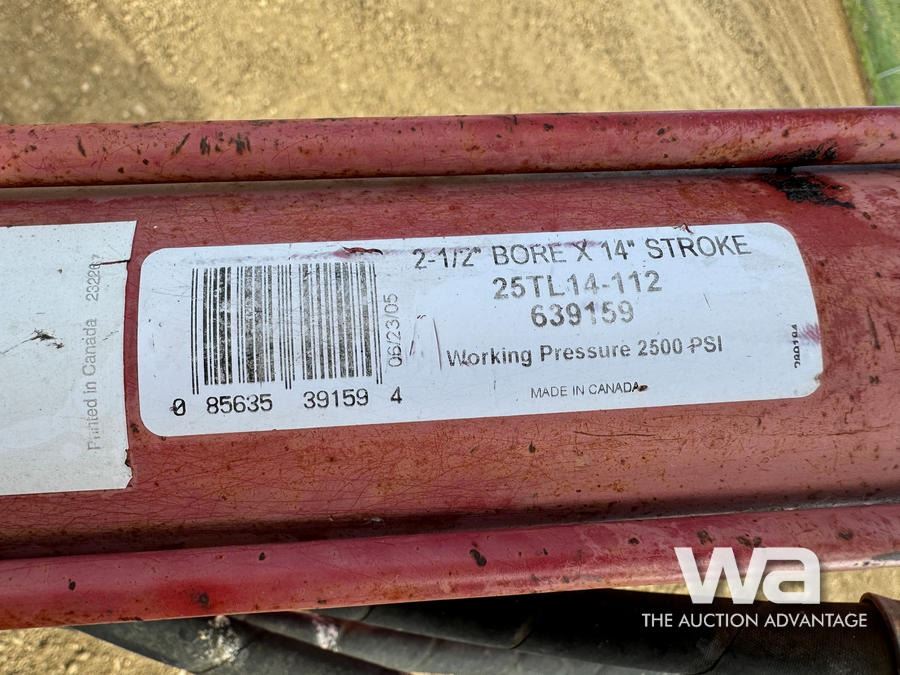 Printed in Canada 232267
2-1/2" BORE X 14" STROKE
25TL14-112
639159
Working Pressure 2500 PSI
MADE IN CANADA
06/23/05
0 85635 39159 4
wa
THE AUCTION ADVANTAGE